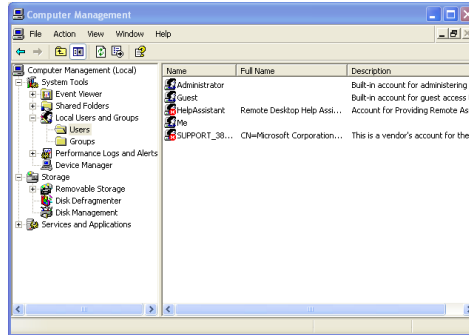 Computer Management
File Action View Window Help
Computer Management (Local)
System Tools
Event Viewer
Shared Folders
Local Users and Groups
Users
Groups
Performance Logs and Alerts
Device Manager
Storage
Removable Storage
Disk Defragmenter
Disk Management
Services and Applications
Name Full Name Description
Administrator Built-in account for administering
Guest Built-in account for guest access
HelpAssistant Remote Desktop Help Assi... Account for Providing Remote As
Me
SUPPORT_38... CN=Microsoft Corporation... This is a vendor's account for the